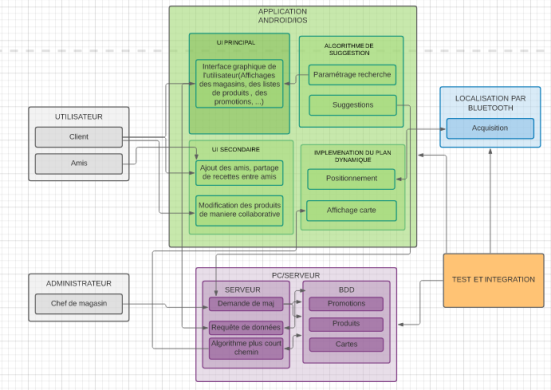 APPLICATION
ANDROID/IOS
UI PRINCIPAL
Interface graphique de
l'utilisateur(Affichages
des magasins, des listes
de produits , des
promotions, ...)
ALGORITHME DE
SUGGESTION
Paramétrage recherche
Suggestions
UTILISATEUR
Client
Amis
LOCALISATION PAR
BLUETOOTH
Acquisition
UI SECONDAIRE
Ajout des amis, partage
de recettes entre amis
Modification des produits
de maniere collaborative
IMPLEMENATION DU PLAN
DYNAMIQUE
Positionnement
Affichage carte
ADMINISTRATEUR
Chef de magasin
PC/SERVEUR
SERVEUR
Demande de maj
Requête de données
Algorithme plus court
chemin
BDD
Promotions
Produits
Cartes
TEST ET INTEGRATION